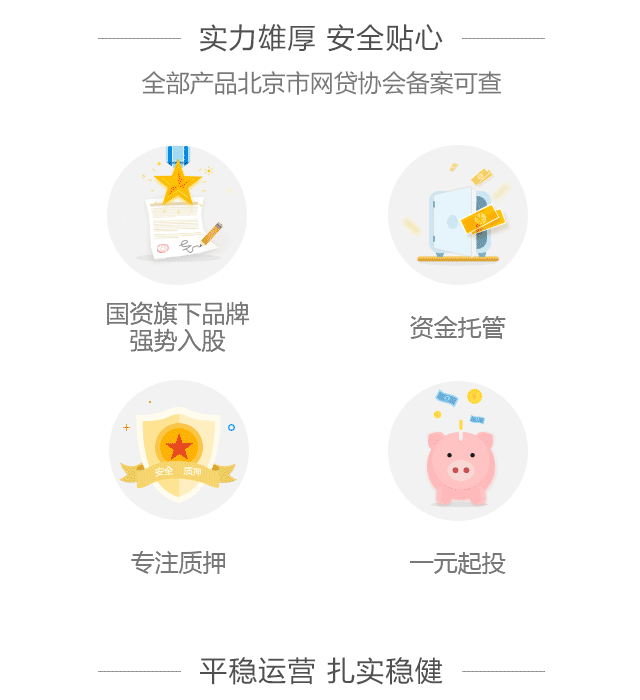 实力雄厚 安全贴心
全部产品北京市网贷协会备案可查
国资旗下品牌
强势入股
资金托管
安全 质押
专注质押
一元起投
平稳运营 扎实稳健